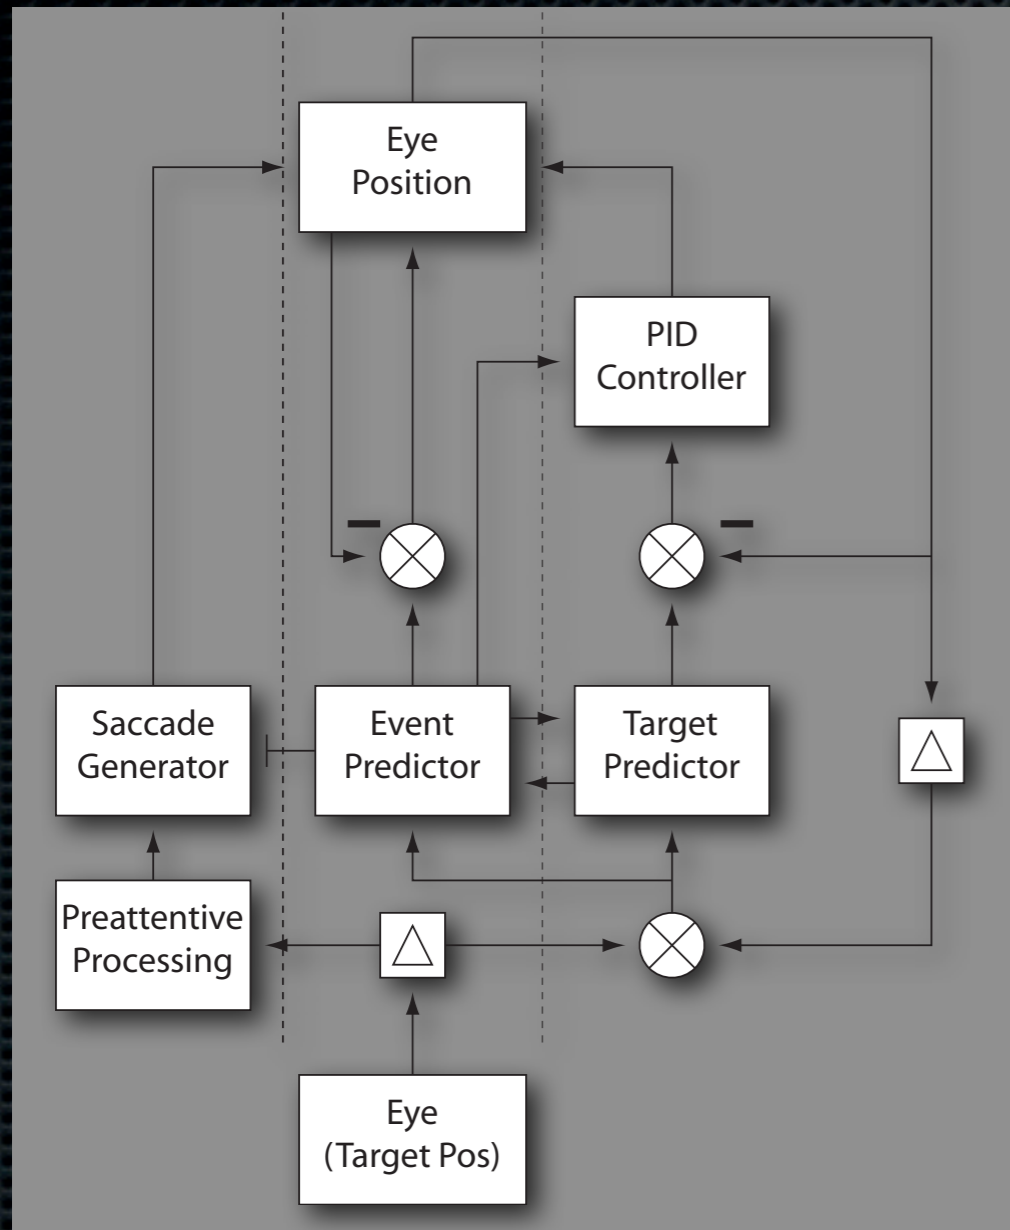 Eye
Position
PID
Controller
−
−
Saccade
Generator
Event
Predictor
Target
Predictor
△
Preattentive
Processing
△
Eye
(Target Pos)